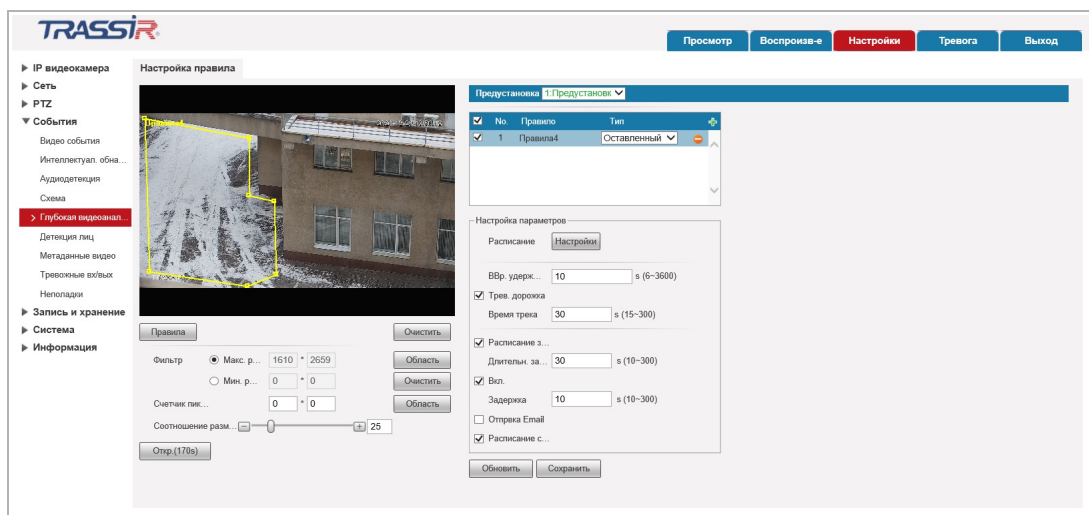 TRASSIR
Просмотр
Воспроизв-е
Настройки
Тревога
Выход
IP видеокамера
Сеть
PTZ
События
Видео события
Интеллектуал. обна...
Аудиодетекция
Схема
Глубокая видеоанал...
Детекция лиц
Метаданные видео
Тревожные вх/вых
Неполадки
Запись и хранение
Система
Информация
Настройка правила
Правила
Очистить
Фильтр
Макс. р... 1610 * 2659
Область
Мин. р... 0 * 0
Очистить
Счетчик пик... 0 * 0
Область
Соотношение разм... 25
Откр.(170s)
Предустановка 1:Предустановк
No. Правило Тип
1 Правила4 Оставленный
Настройка параметров
Расписание Настройки
ВВр. удерж... 10 s (6~3600)
Трев. дорожка
Время трека 30 s (15~300)
Расписание з...
Длительн. за... 30 s (10~300)
Вкл.
Задержка 10 s (10~300)
Отпрвка Email
Расписание с...
Обновить Сохранить